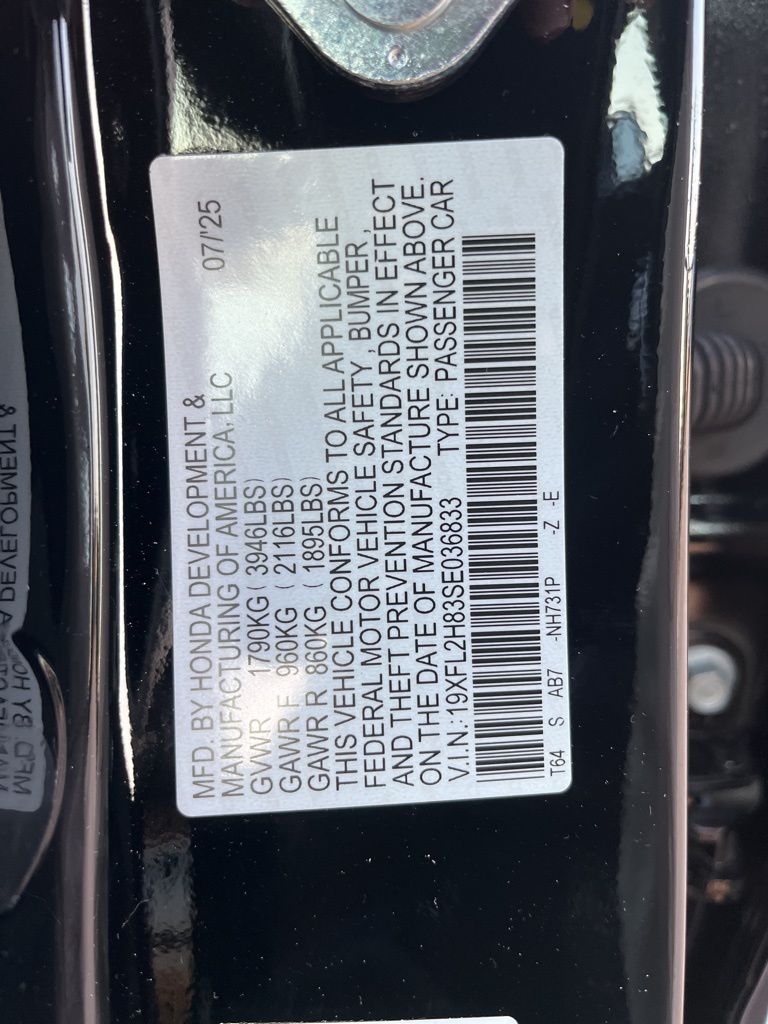 MFD. BY HONDA DEVELOPMENT & 07/'25
MANUFACTURING OF AMERICA, LLC
GVWR 1790KG ( 3946LBS)
GAWR F 960KG ( 2116LBS)
GAWR R 860KG ( 1895LBS)
THIS VEHICLE CONFORMS TO ALL APPLICABLE
FEDERAL MOTOR VEHICLE SAFETY , BUMPER ,
AND THEFT PREVENTION STANDARDS IN EFFECT
ON THE DATE OF MANUFACTURE SHOWN ABOVE.
V.I.N.: 19XFL2H83SE036833 TYPE: PASSENGER CAR
T64 S AB7 -NH731P -Z -E